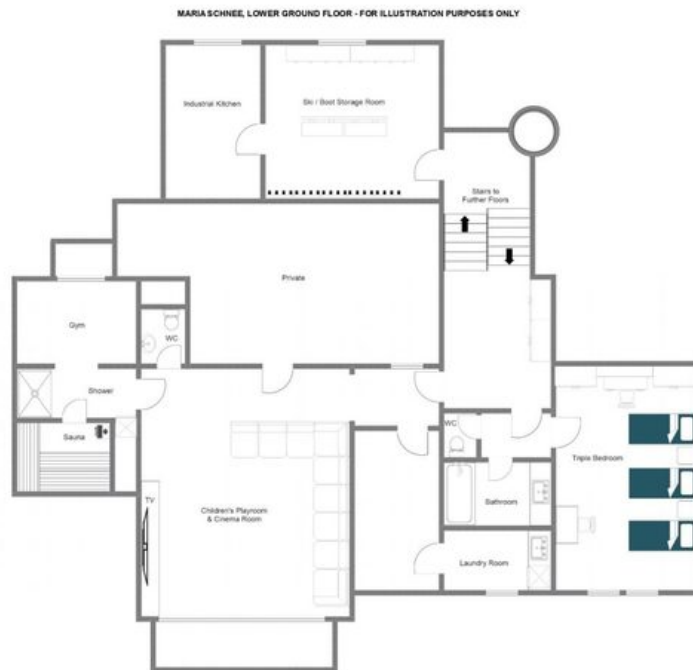 MARIA SCHNEE, LOWER GROUND FLOOR - FOR ILLUSTRATION PURPOSES ONLY
Industrial Kitchen
Ski / Boot Storage Room
Stairs to
Further Floors
Private
Gym
WC
Shower
Sauna
WC
TV
Children's Playroom
& Cinema Room
Triple Bedroom
Bathroom
Laundry Room